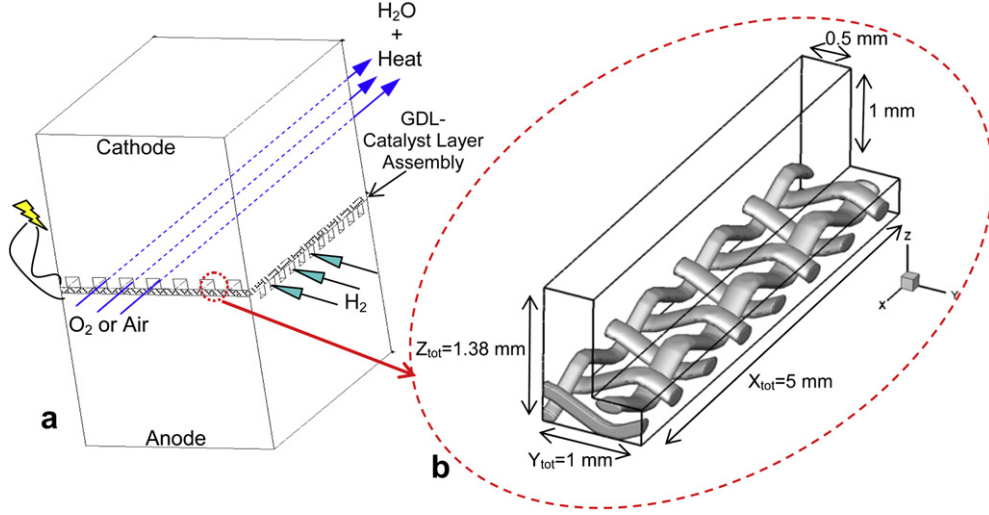 H₂O
+
Heat
GDL-
Catalyst Layer
Assembly
Cathode
H₂
O₂ or Air
Anode
a
0.5 mm
1 mm
z
Y
x
Zₜₒₜ=1.38 mm
Xₜₒₜ=5 mm
Yₜₒₜ=1 mm
b